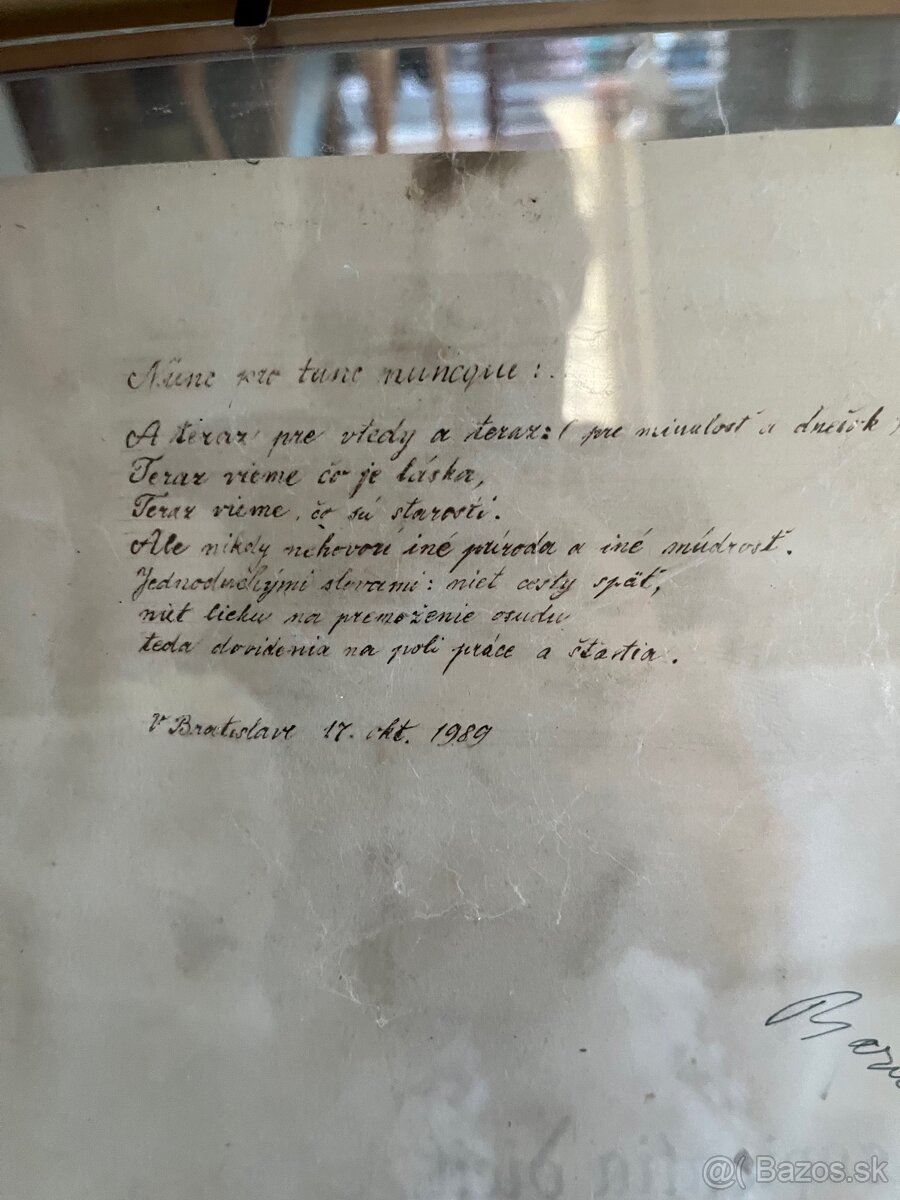 Nunc pro tunc nuncque:.
A teraz pre vtedy a teraz: ( pre minulosť a dnešok )
Teraz vieme čo je láska,
Teraz vieme, čo sú starosti.
Ale nikdy nehovorí iné príroda a iné múdrosť.
Jednoduchými slovami: niet cesty späť,
niet lieku na premoženie osudu
teda dovidenia na poli práce a šťastia.
V Bratislave 17. okt. 1989
Bazos.sk